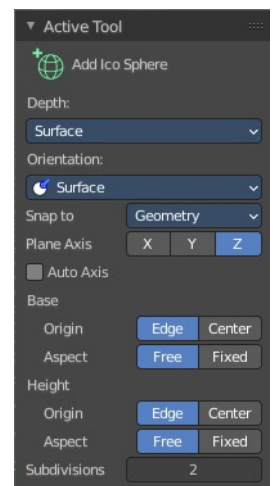 Active Tool
Add Ico Sphere
Depth:
Surface
Orientation:
Surface
Snap to Geometry
Plane Axis X Y Z
Auto Axis
Base
Origin Edge Center
Aspect Free Fixed
Height
Origin Edge Center
Aspect Free Fixed
Subdivisions 2